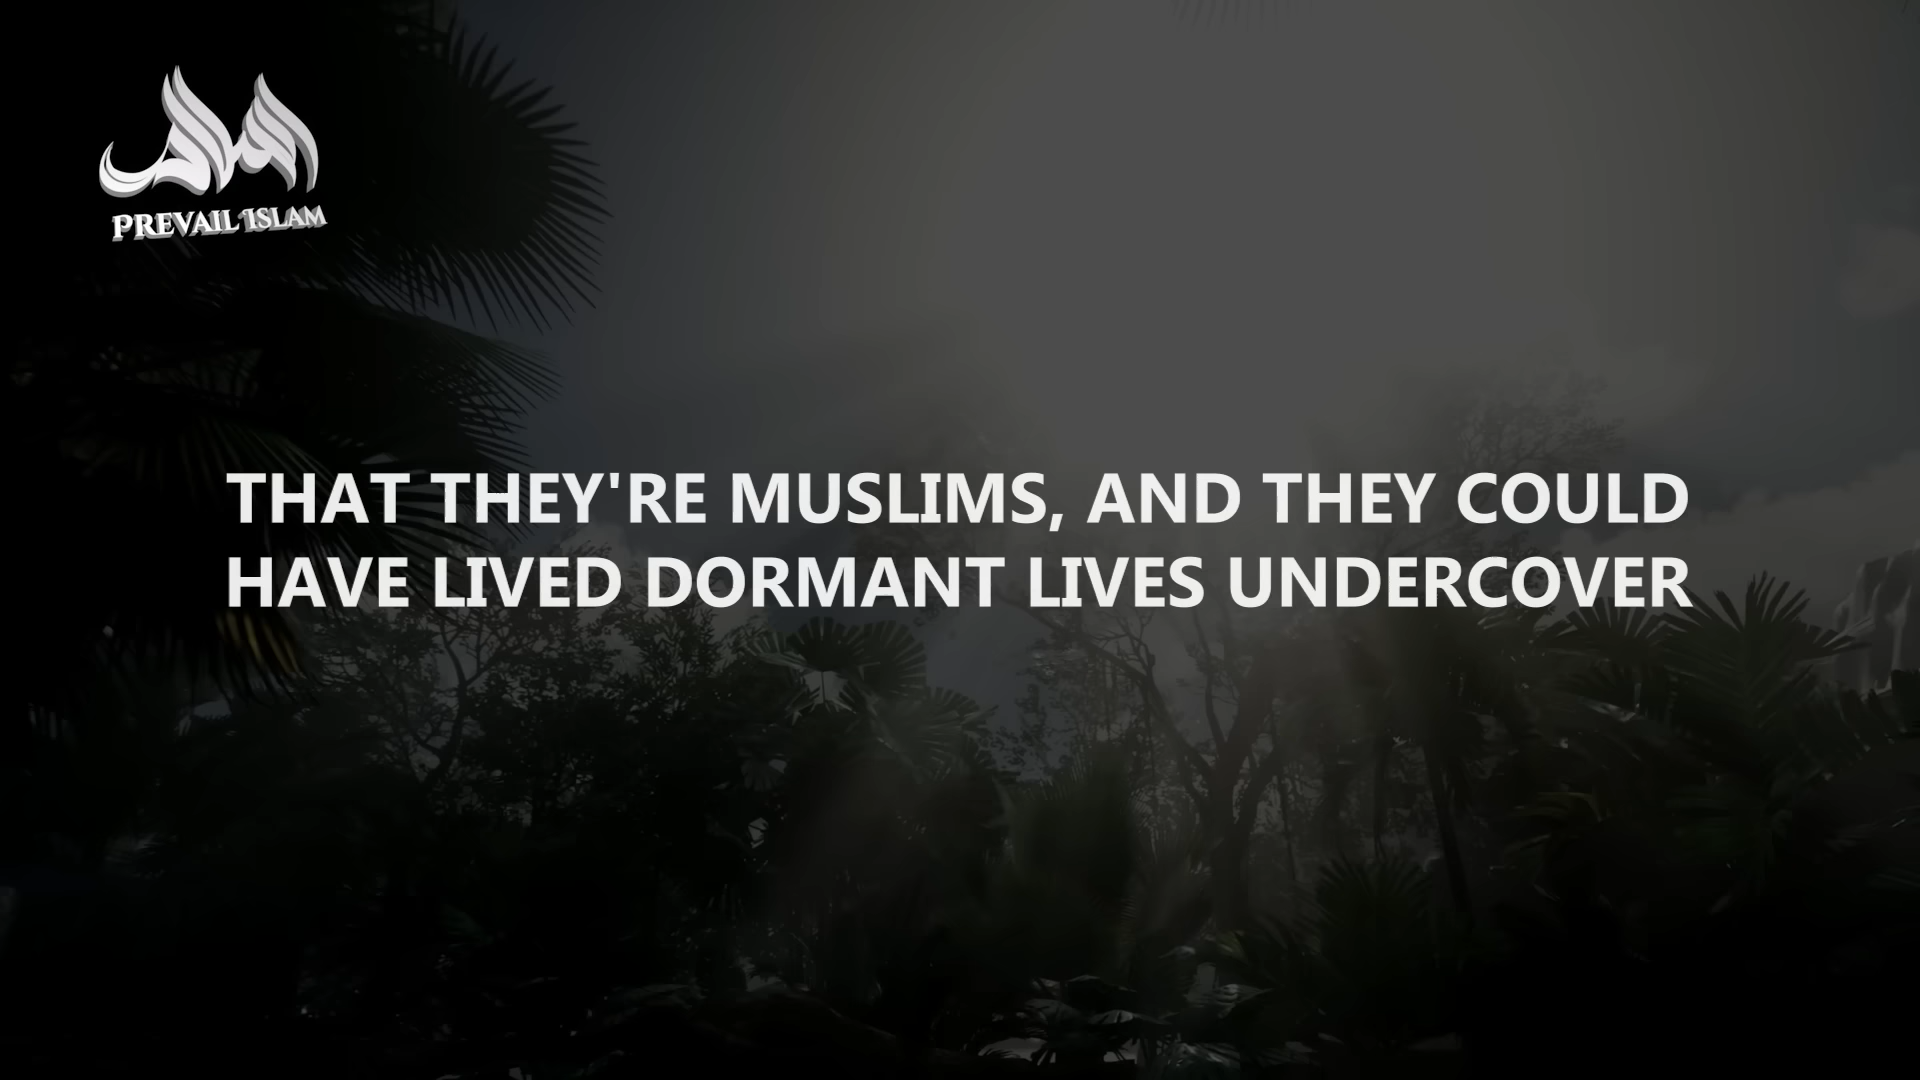 PREVAIL ISLAM
THAT THEY'RE MUSLIMS, AND THEY COULD
HAVE LIVED DORMANT LIVES UNDERCOVER